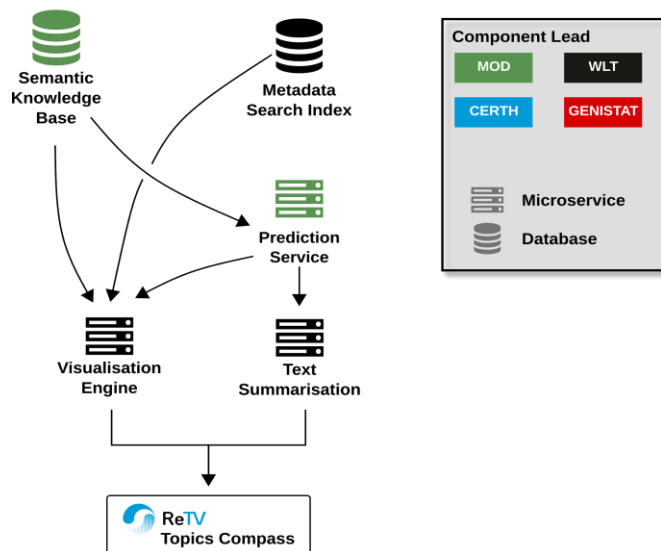 Semantic
Knowledge
Base
Metadata
Search Index
Prediction
Service
Visualisation
Engine
Text
Summarisation
ReTV
Topics Compass
Component Lead
MOD
WLT
CERTH
GENISTAT
Microservice
Database